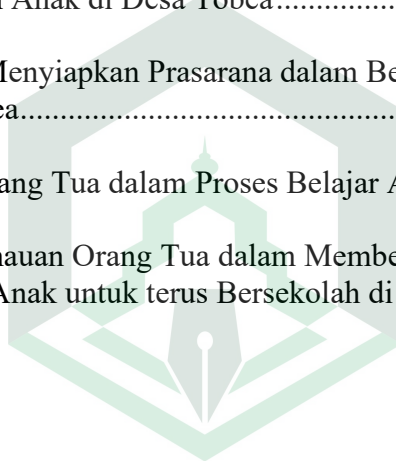 Anak di Desa Tobea....................
Menyiapkan Prasarana dalam Be
ea....................................................
ang Tua dalam Proses Belajar A
auan Orang Tua dalam Membe
Anak untuk terus Bersekolah di